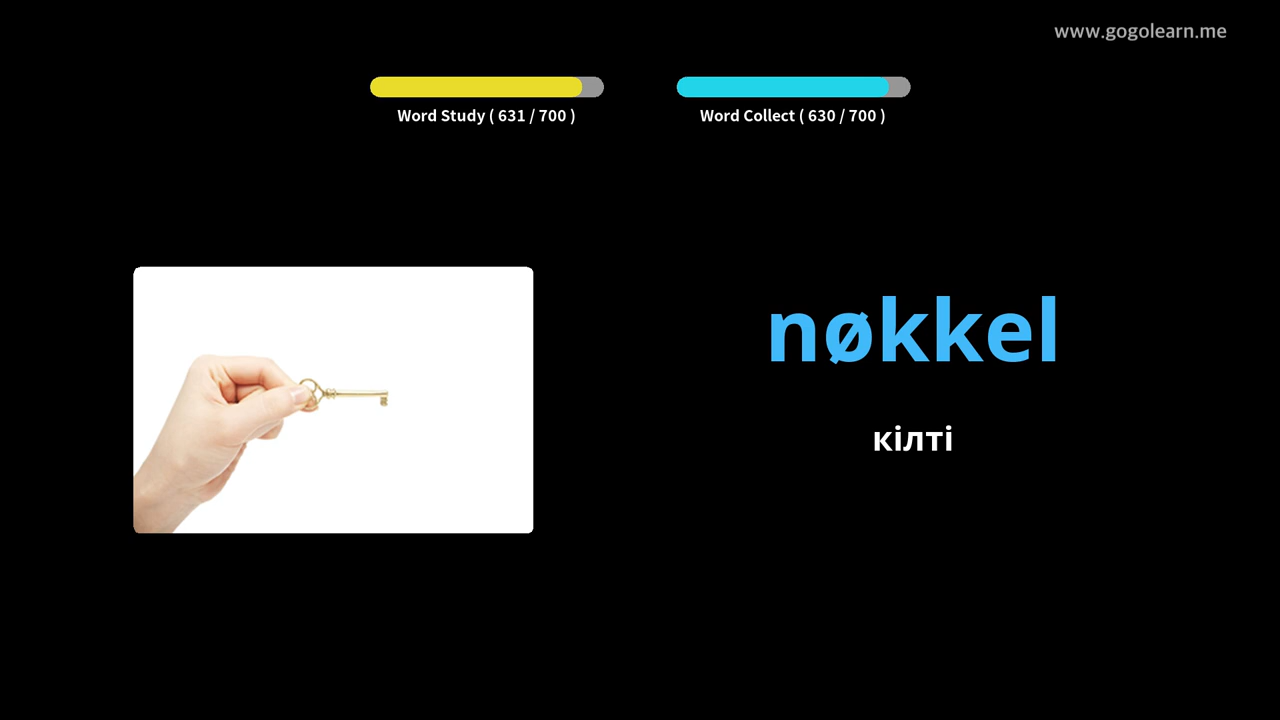 www.gogolearn.me
Word Study ( 631 / 700 )
Word Collect ( 630 / 700 )
nøkkel
кілті